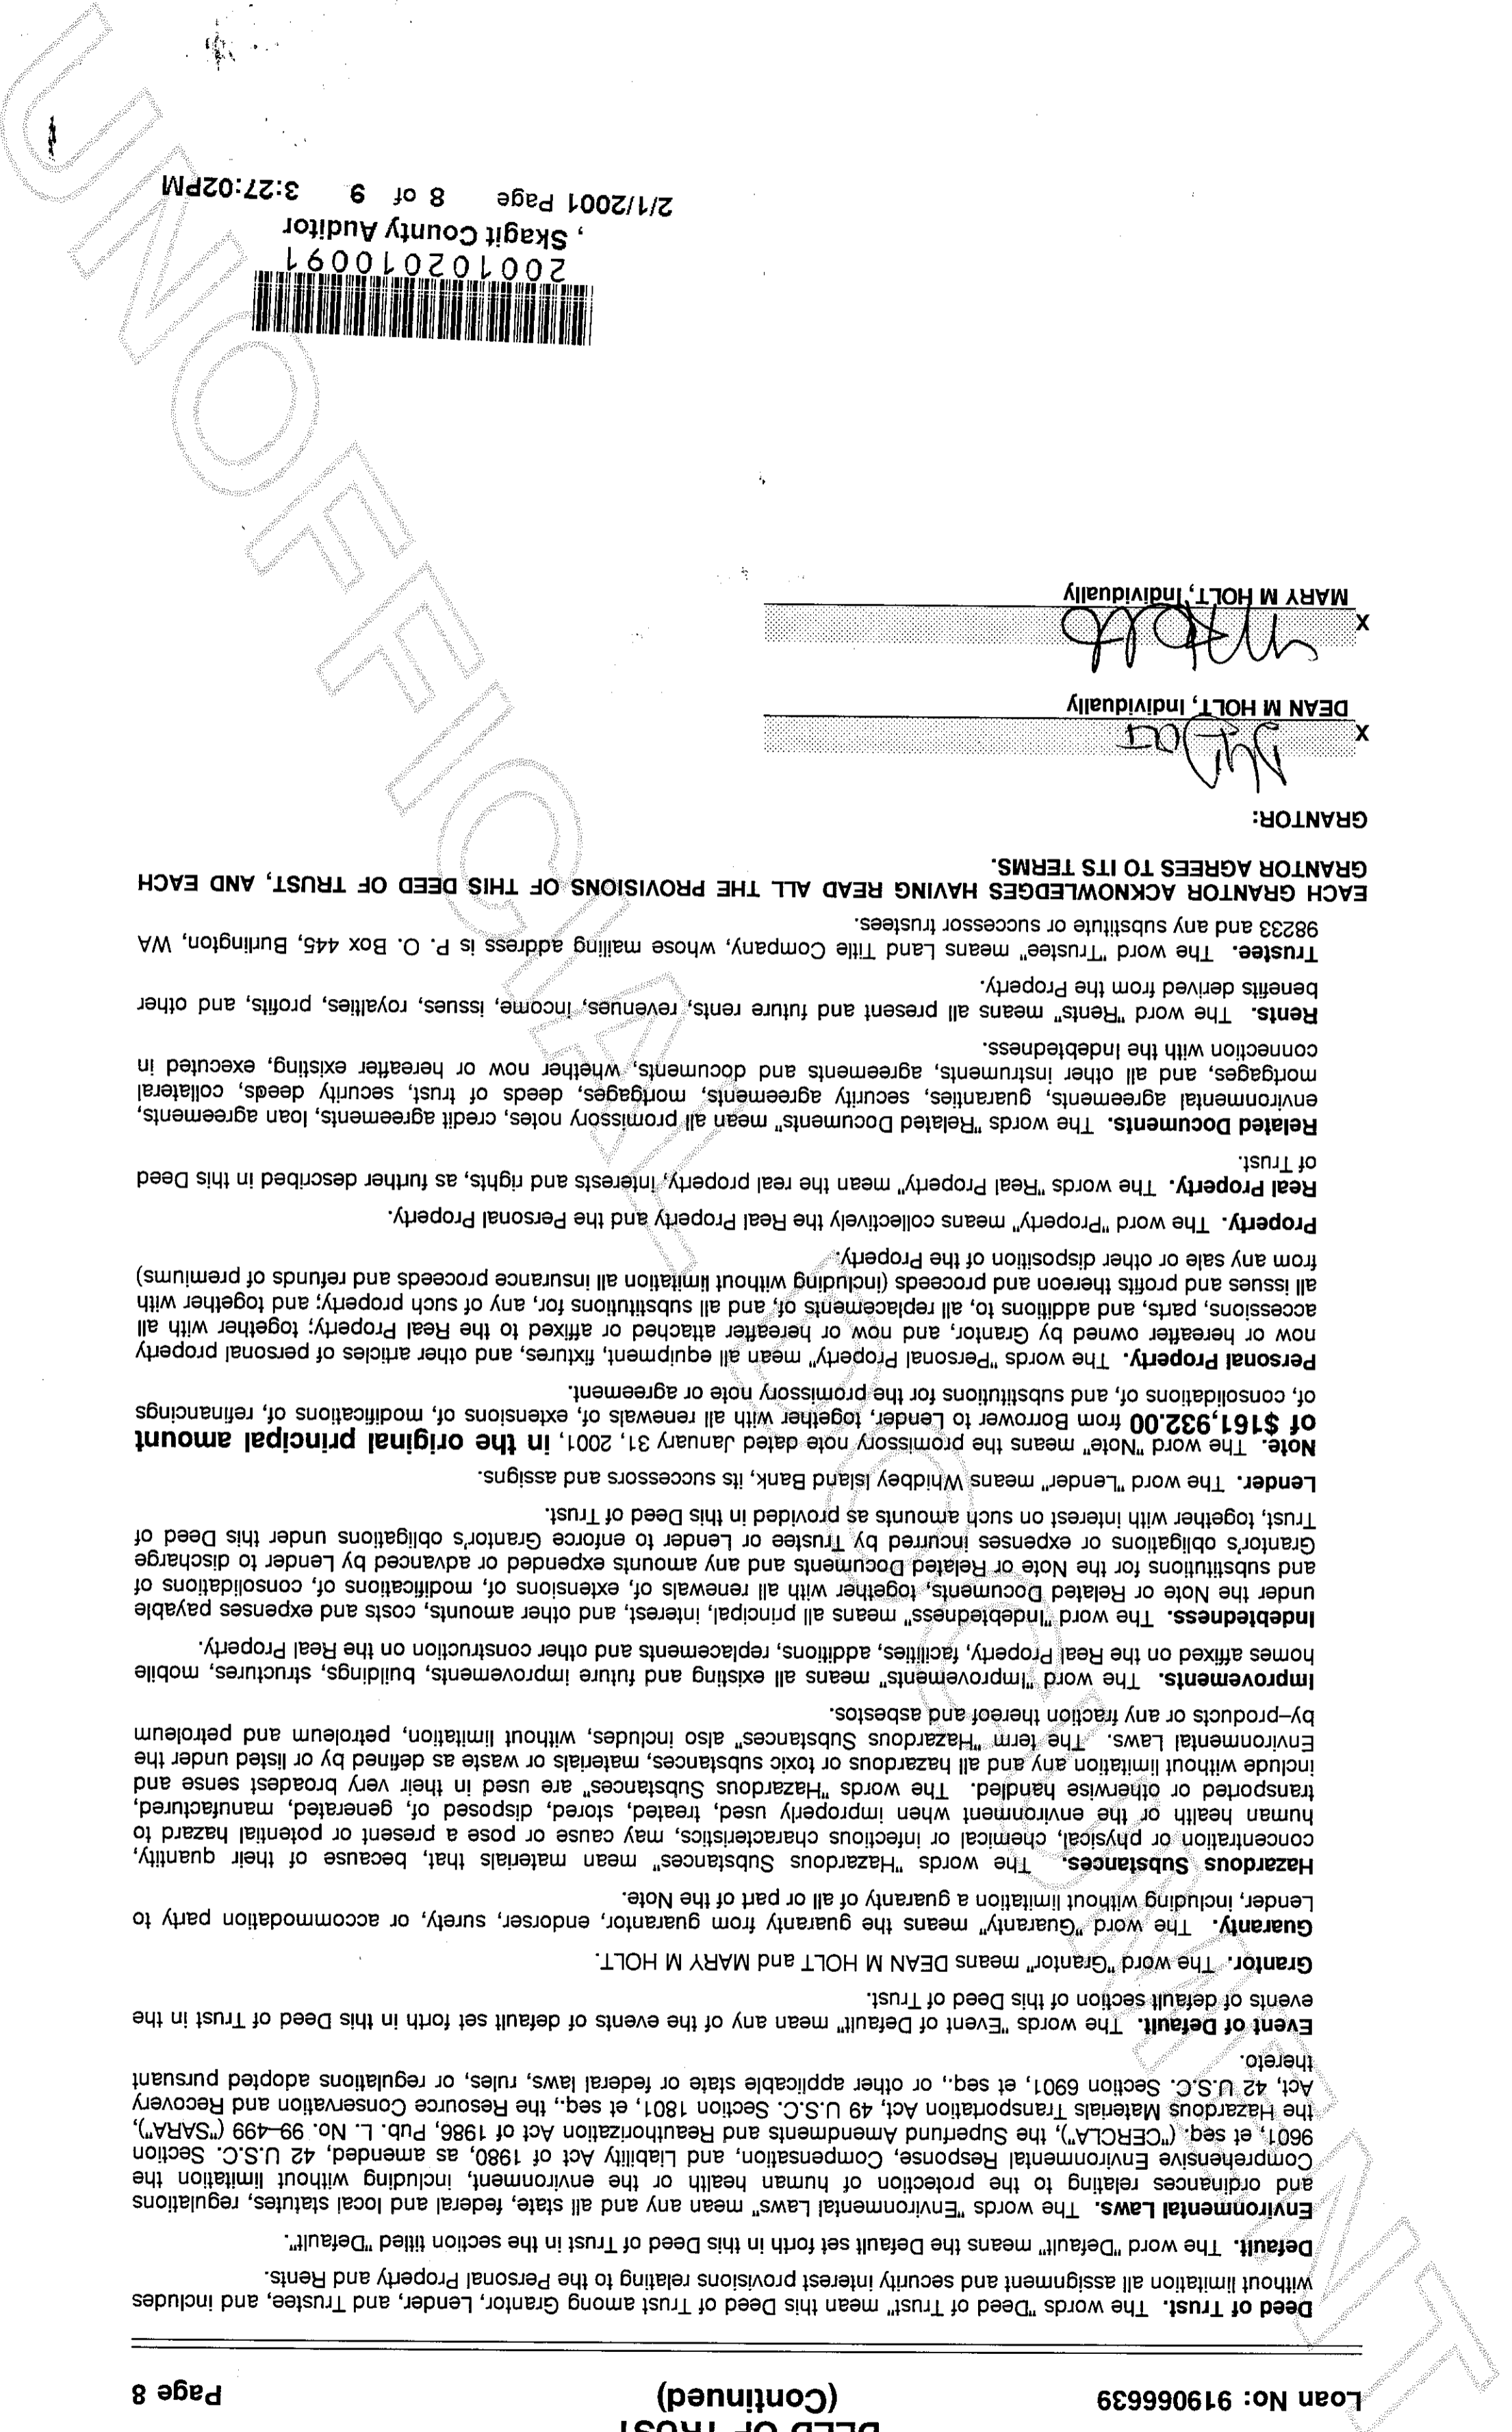 DEED OF TRUST
Loan No: 919066639 (Continued) Page 8
Deed of Trust. The words "Deed of Trust" mean this Deed of Trust among Grantor, Lender, and Trustee, and includes
without limitation all assignment and security interest provisions relating to the Personal Property and Rents.
Default. The word "Default" means the Default set forth in this Deed of Trust in the section titled "Default".
Environmental Laws. The words "Environmental Laws" mean any and all state, federal and local statutes, regulations
and ordinances relating to the protection of human health or the environment, including without limitation the
Comprehensive Environmental Response, Compensation, and Liability Act of 1980, as amended, 42 U.S.C. Section
9601, et seq. ("CERCLA"), the Superfund Amendments and Reauthorization Act of 1986, Pub. L. No. 99–499 ("SARA"),
the Hazardous Materials Transportation Act, 49 U.S.C. Section 1801, et seq., the Resource Conservation and Recovery
Act, 42 U.S.C. Section 6901, et seq., or other applicable state or federal laws, rules, or regulations adopted pursuant
thereto.
Event of Default. The words "Event of Default" mean any of the events of default set forth in this Deed of Trust in the
events of default section of this Deed of Trust.
Grantor. The word "Grantor" means DEAN M HOLT and MARY M HOLT.
Guaranty. The word "Guaranty" means the guaranty from guarantor, endorser, surety, or accommodation party to
Lender, including without limitation a guaranty of all or part of the Note.
Hazardous Substances. The words "Hazardous Substances" mean materials that, because of their quantity,
concentration or physical, chemical or infectious characteristics, may cause or pose a present or potential hazard to
human health or the environment when improperly used, treated, stored, disposed of, generated, manufactured,
transported or otherwise handled. The words "Hazardous Substances" are used in their very broadest sense and
include without limitation any and all hazardous or toxic substances, materials or waste as defined by or listed under the
Environmental Laws. The term "Hazardous Substances" also includes, without limitation, petroleum and petroleum
by–products or any fraction thereof and asbestos.
Improvements. The word "Improvements" means all existing and future improvements, buildings, structures, mobile
homes affixed on the Real Property, facilities, additions, replacements and other construction on the Real Property.
Indebtedness. The word "Indebtedness" means all principal, interest, and other amounts, costs and expenses payable
under the Note or Related Documents, together with all renewals of, extensions of, modifications of, consolidations of
and substitutions for the Note or Related Documents and any amounts expended or advanced by Lender to discharge
Grantor's obligations or expenses incurred by Trustee or Lender to enforce Grantor's obligations under this Deed of
Trust, together with interest on such amounts as provided in this Deed of Trust.
Lender. The word "Lender" means Whidbey Island Bank, its successors and assigns.
Note. The word "Note" means the promissory note dated January 31, 2001, in the original principal amount
of $161,932.00 from Borrower to Lender, together with all renewals of, extensions of, modifications of, refinancings
of, consolidations of, and substitutions for the promissory note or agreement.
Personal Property. The words "Personal Property" mean all equipment, fixtures, and other articles of personal property
now or hereafter owned by Grantor, and now or hereafter attached or affixed to the Real Property; together with all
accessions, parts, and additions to, all replacements of, and all substitutions for, any of such property; and together with
all issues and profits thereon and proceeds (including without limitation all insurance proceeds and refunds of premiums)
from any sale or other disposition of the Property.
Property. The word "Property" means collectively the Real Property and the Personal Property.
Real Property. The words "Real Property" mean the real property, interests and rights, as further described in this Deed
of Trust.
Related Documents. The words "Related Documents" mean all promissory notes, credit agreements, loan agreements,
environmental agreements, guaranties, security agreements, mortgages, deeds of trust, security deeds, collateral
mortgages, and all other instruments, agreements and documents, whether now or hereafter existing, executed in
connection with the Indebtedness.
Rents. The word "Rents" means all present and future rents, revenues, income, issues, royalties, profits, and other
benefits derived from the Property.
Trustee. The word "Trustee" means Land Title Company, whose mailing address is P. O. Box 445, Burlington, WA
98233 and any substitute or successor trustees.
EACH GRANTOR ACKNOWLEDGES HAVING READ ALL THE PROVISIONS OF THIS DEED OF TRUST, AND EACH
GRANTOR AGREES TO ITS TERMS.
GRANTOR:
X
DEAN M HOLT, Individually
X
MARY M HOLT, Individually
200102010091
, Skagit County Auditor
2/1/2001 Page 8 of 9 3:27:02PM
UNOFFICIAL DOCUMENT